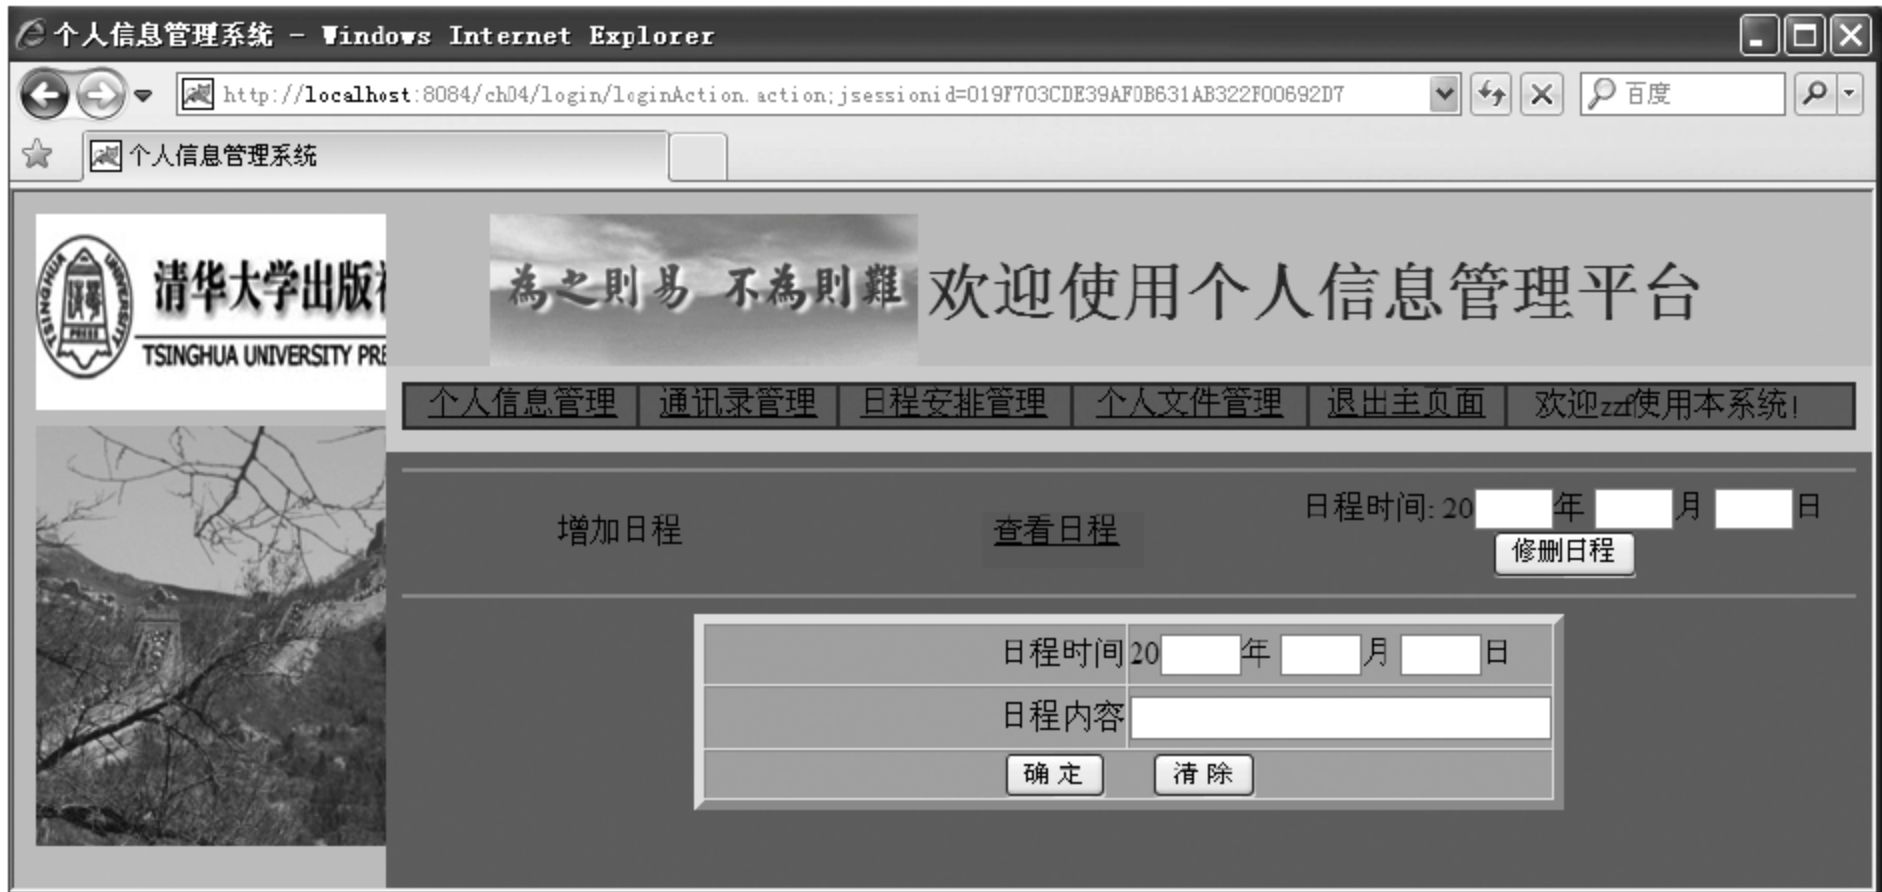 个人信息管理系统 - Windows Internet Explorer
http://localhost:8084/ch04/login/loginAction.action;jsessionid=019F703CDE39AF0B631AB322F00692D7
百度
个人信息管理系统
清华大学出版
TSINGHUA UNIVERSITY PRE
為之則易 不為則難
欢迎使用个人信息管理平台
个人信息管理 通讯录管理 日程安排管理 个人文件管理 退出主页面 欢迎zzf使用本系统!
增加日程 查看日程 日程时间: 20 年 月 日
修删日程
日程时间 20 年 月 日
日程内容
确 定 清 除